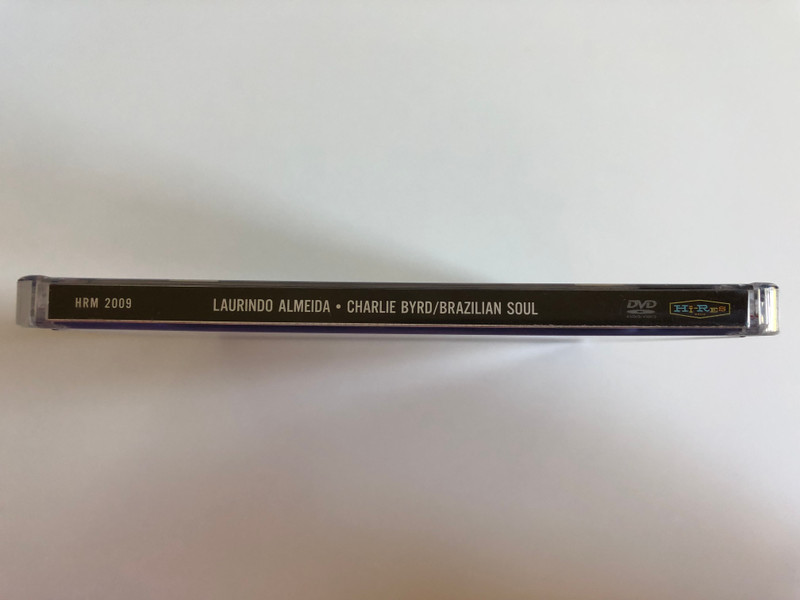 HRM 2009 LAURINDO ALMEIDA • CHARLIE BYRD/BRAZILIAN SOUL DVD Hi-Res